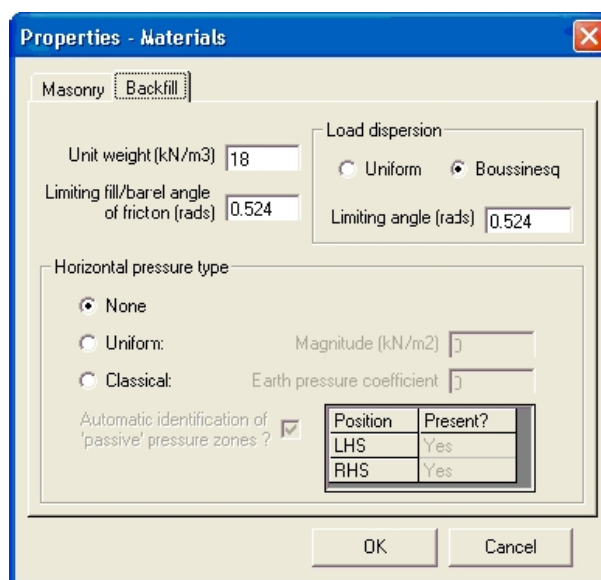 Properties - Materials
Masonry Backfill
Unit weight (kN/m3) 18
Limiting fill/barrel angle
of fricton (rads) 0.524
Load dispersion
Uniform Boussinesq
Limiting angle (rads) 0.524
Horizontal pressure type
None
Uniform: Magnitude (kN/m2) 0
Classical: Earth pressure coefficient 0
Automatic identification of
'passive' pressure zones ?
Position Present?
LHS Yes
RHS Yes
OK Cancel